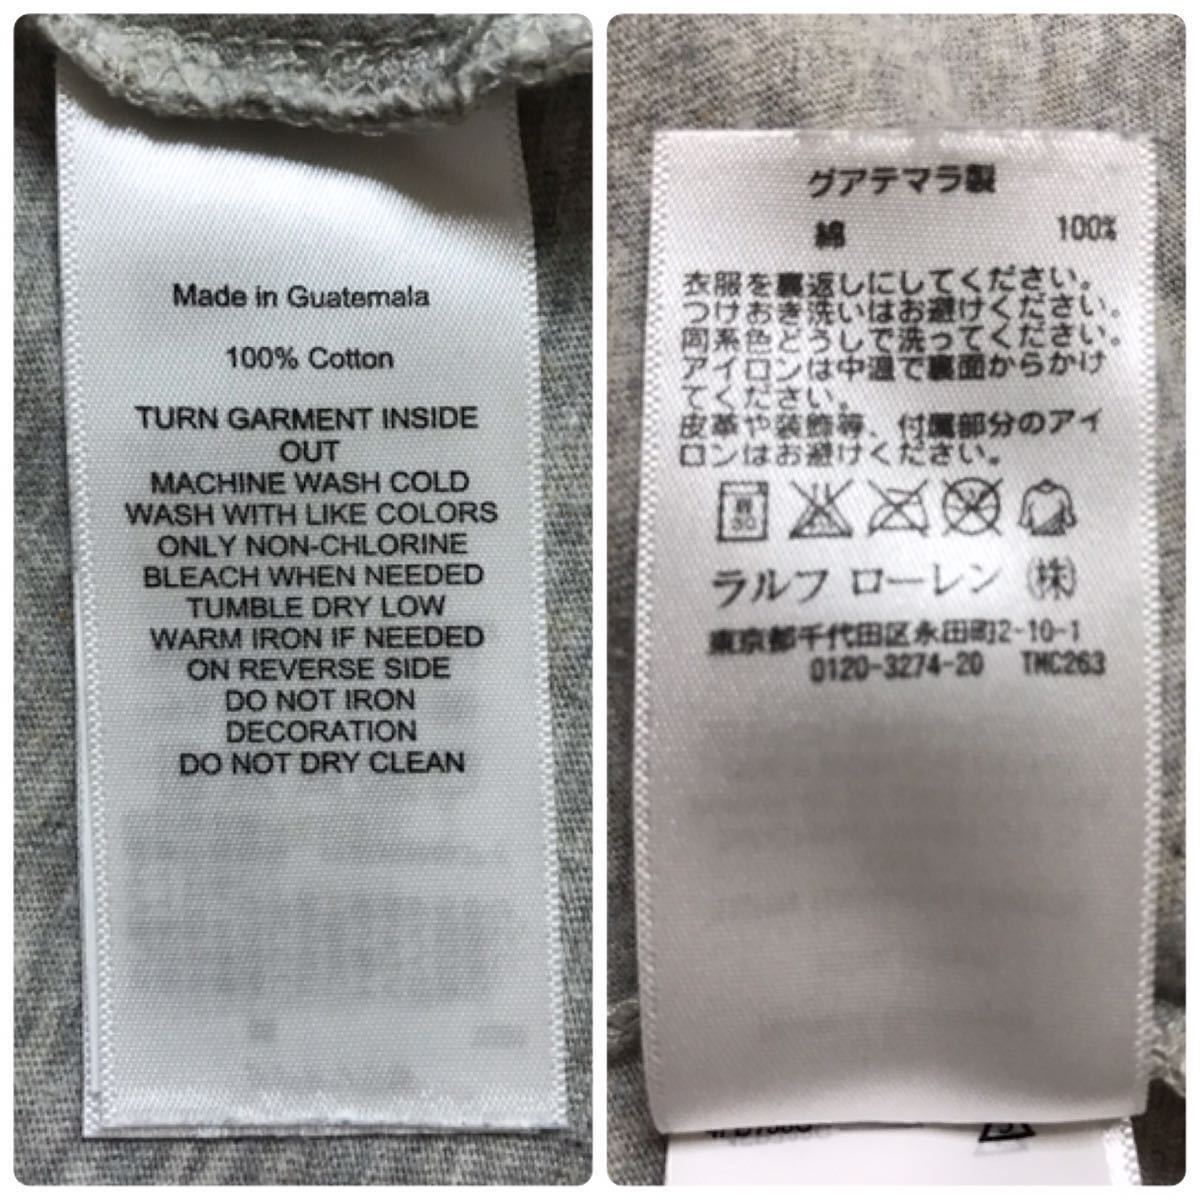 Made in Guatemala
100% Cotton
TURN GARMENT INSIDE
OUT
MACHINE WASH COLD
WASH WITH LIKE COLORS
ONLY NON-CHLORINE
BLEACH WHEN NEEDED
TUMBLE DRY LOW
WARM IRON IF NEEDED
ON REVERSE SIDE
DO NOT IRON
DECORATION
DO NOT DRY CLEAN
グアテマラ製
綿 100%
衣服を裏返しにしてください。
つけおき洗いはお避けください。
同系色どうしで洗ってください。
アイロンは中温で裏面からかけ
てください。
皮革や装飾等、付属部分のアイ
ロンはお避けください。
弱
30
ラルフ ローレン ㈱
東京都千代田区永田町2-10-1
0120-3274-20 TMC263